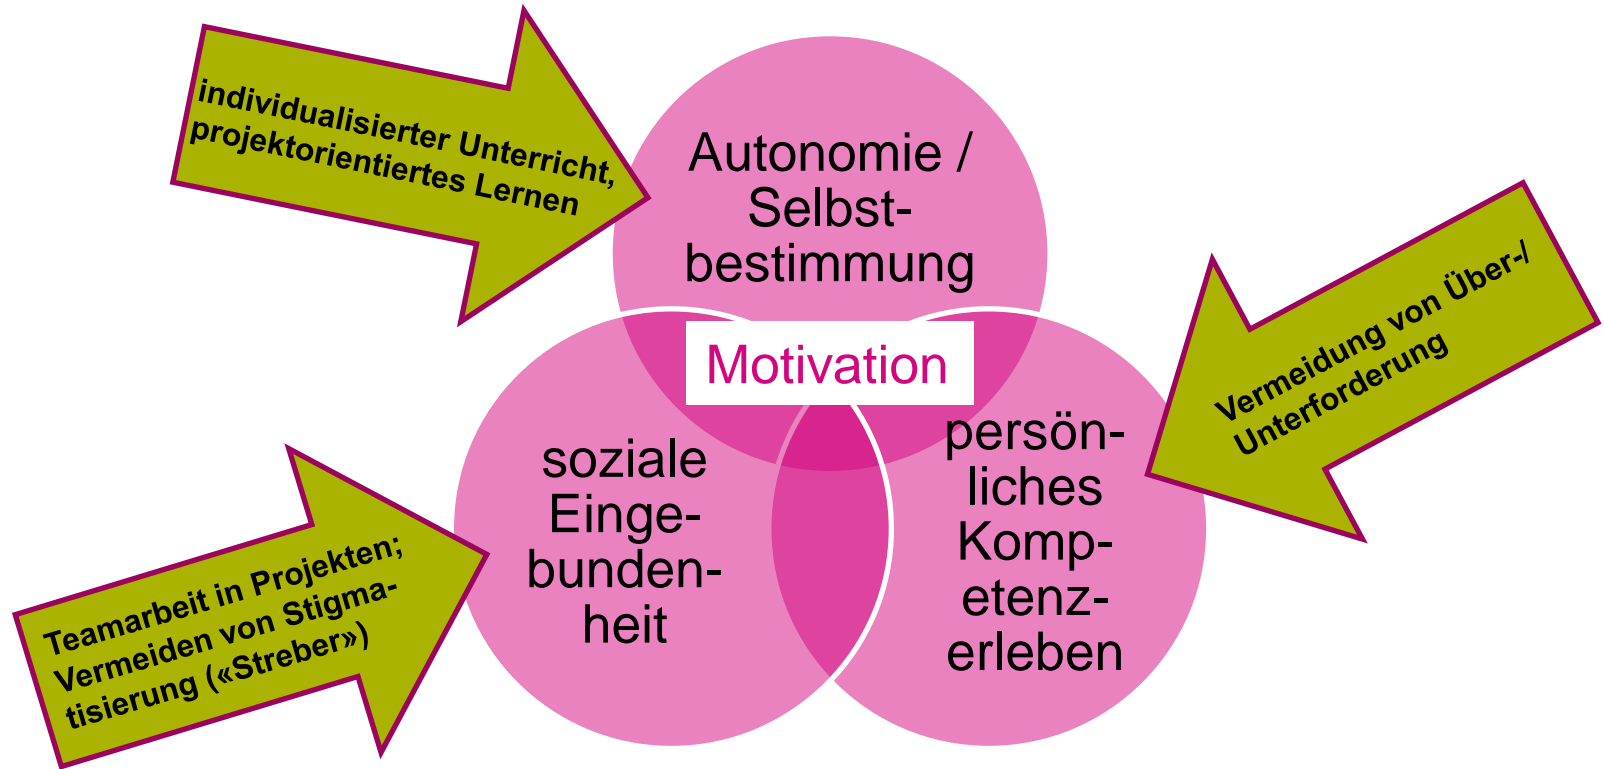 individualisierter Unterricht,
projektorientiertes Lernen
Autonomie /
Selbst-
bestimmung
Vermeidung von Über-/
Unterforderung
Motivation
soziale
Einge-
bunden-
heit
persön-
liches
Komp-
etenz-
erleben
Teamarbeit in Projekten;
Vermeiden von Stigma-
tisierung («Streber»)